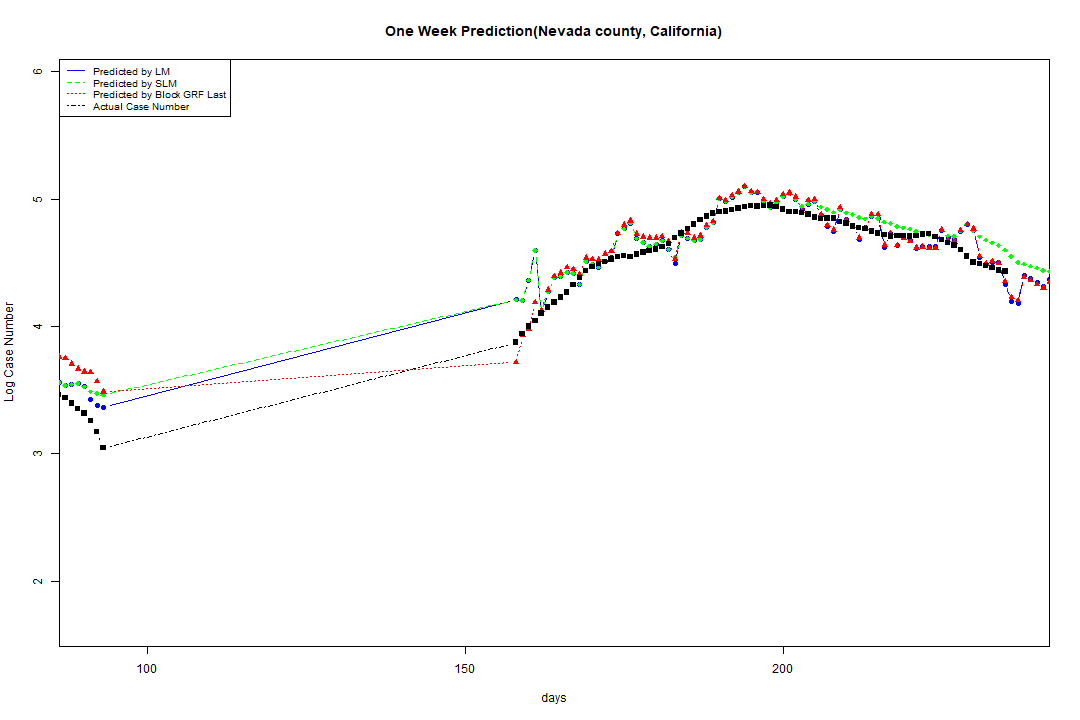 One Week Prediction(Nevada county, California)
Predicted by LM
Predicted by SLM
Predicted by Block GRF Last
Actual Case Number
6
5
4
3
2
Log Case Number
100 150 200
days